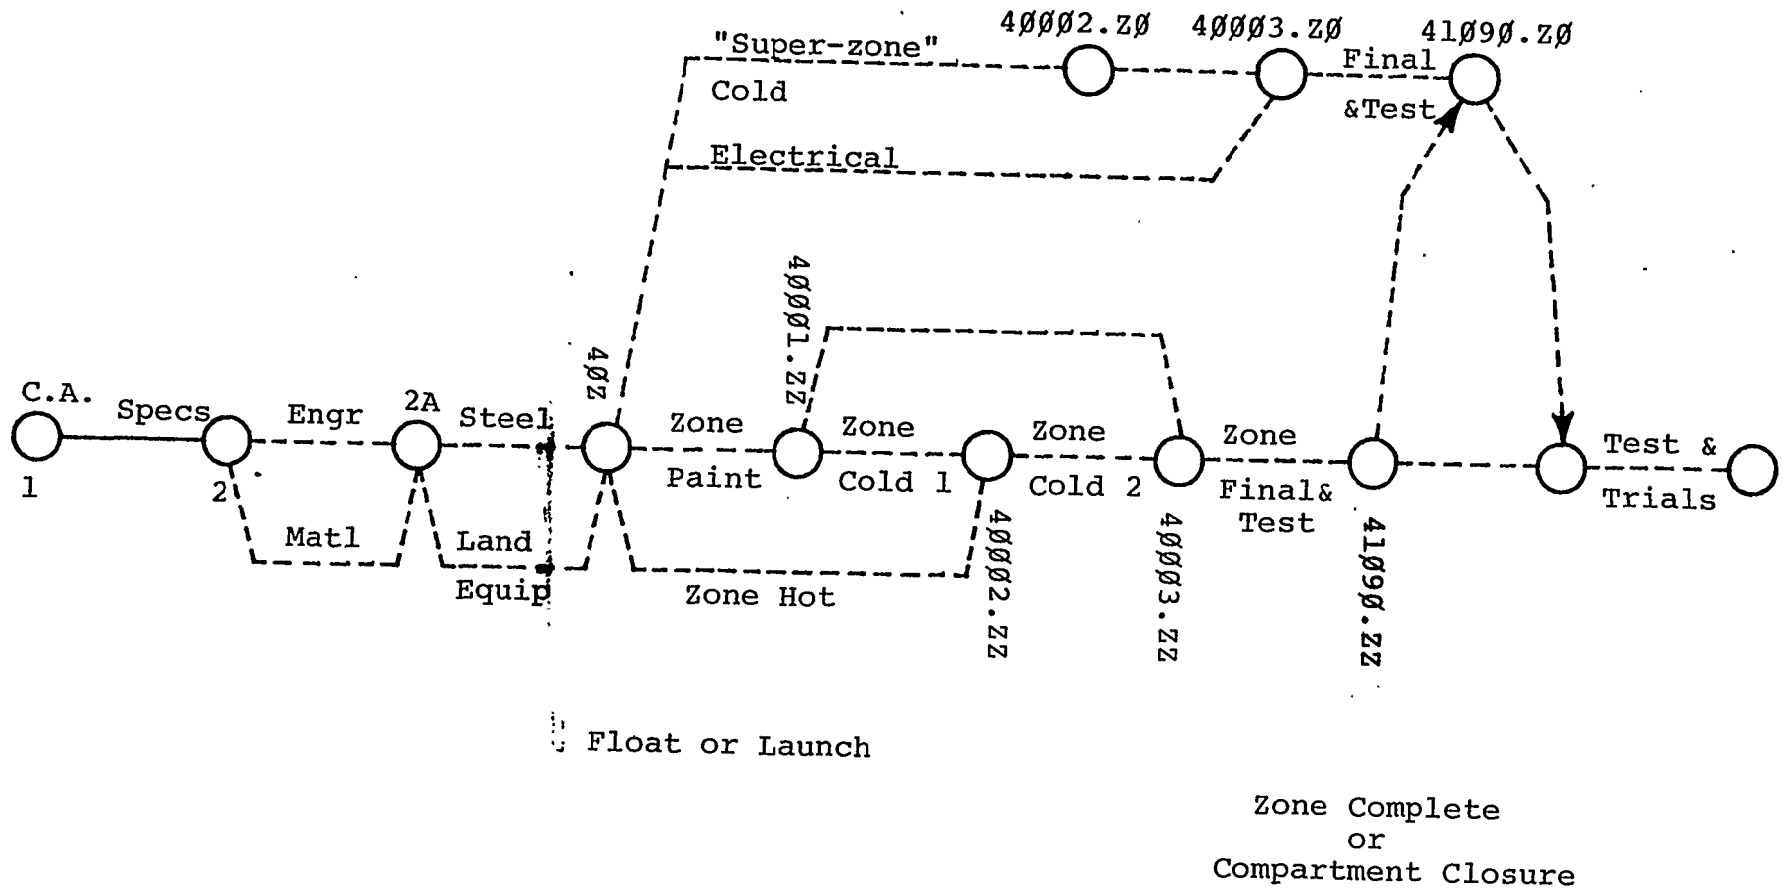 40002.Z0 40003.Z0 41090.Z0
"Super-zone"
Cold
Final
&Test
Electrical
40001.ZZ
40Z
C.A.
Specs
Engr
2A
Steel
Zone
Paint
Zone
Cold 1
Zone
Cold 2
Zone
Final&
Test
Test &
Trials
1
2
Matl
Land
Equip
Zone Hot
40002.ZZ
40003.ZZ
41090.ZZ
Float or Launch
Zone Complete
or
Compartment Closure